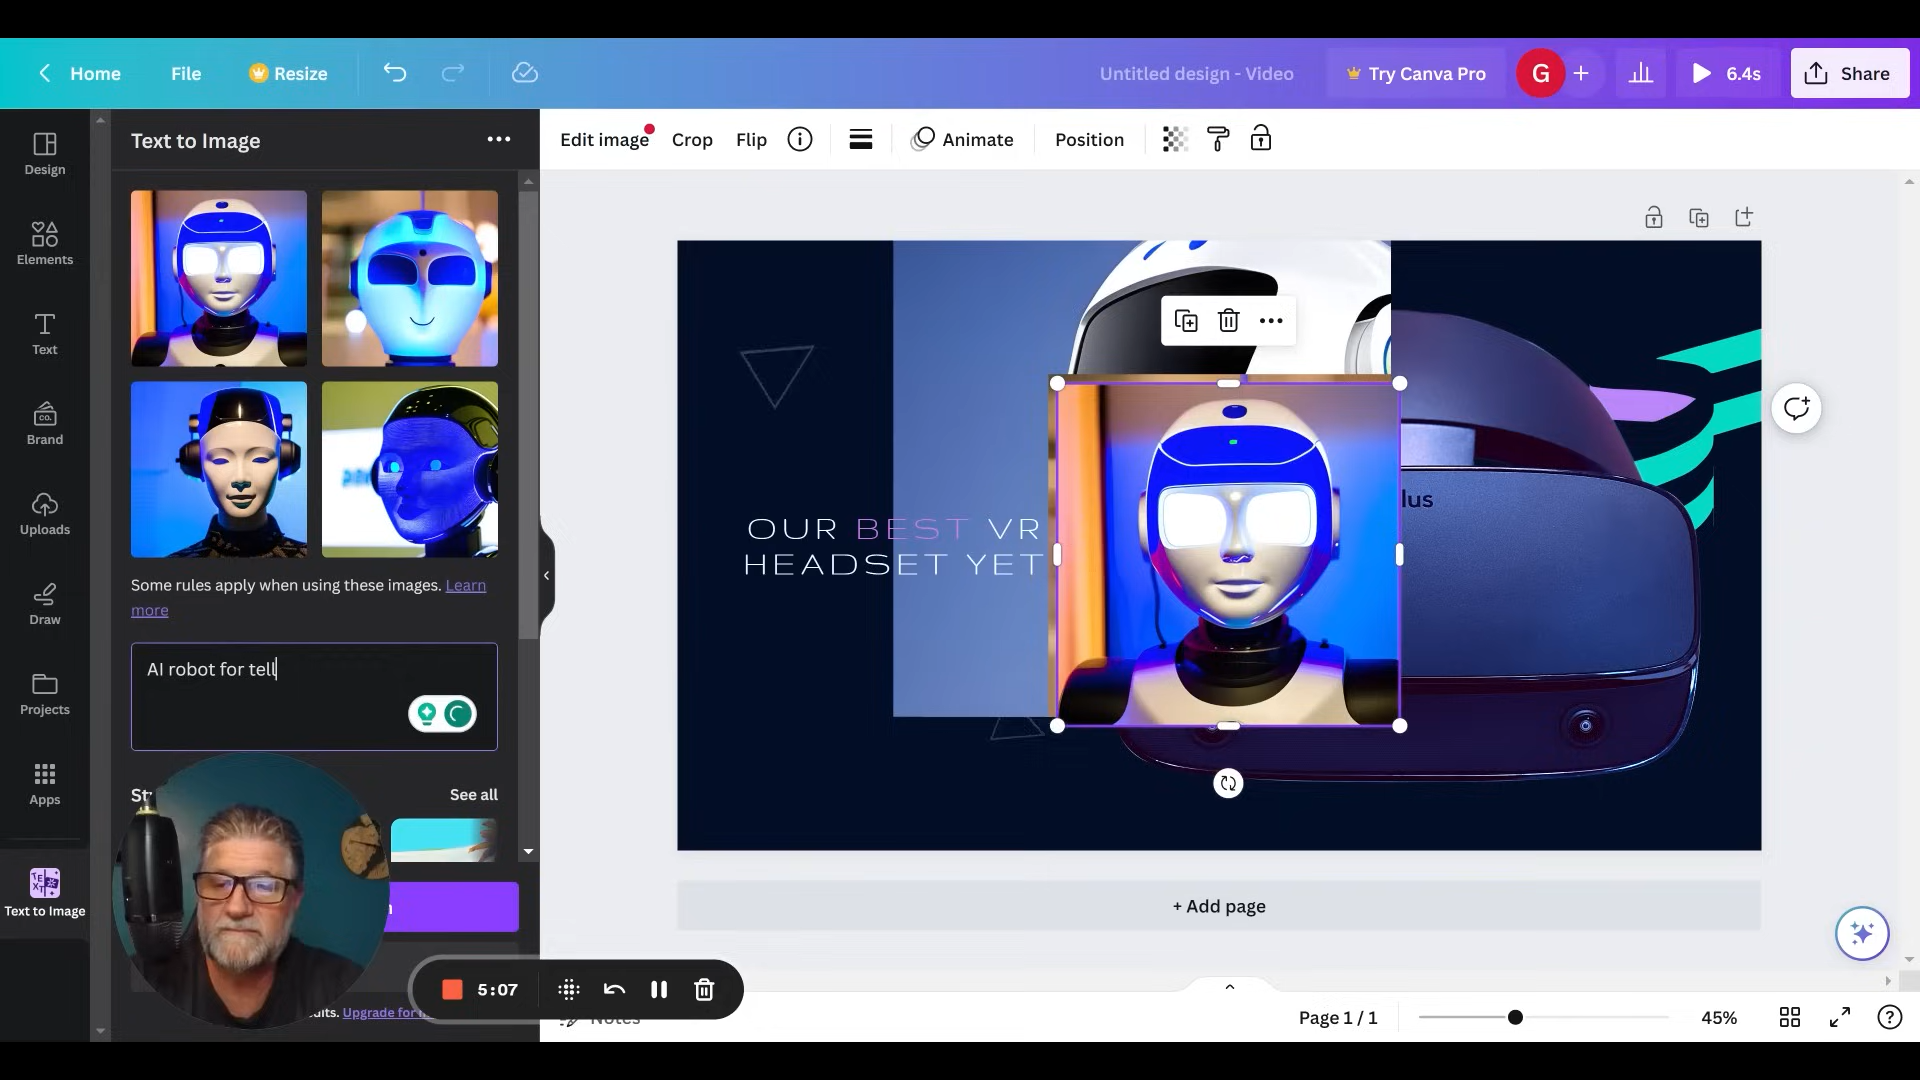 Home
File
Resize
Untitled design - Video
Try Canva Pro
G
+
6.4s
Share
Design
Elements
Text
Brand
Uploads
Draw
Projects
Apps
Text to Image
Text to Image
Some rules apply when using these images. Learn
more
AI robot for tell
See all
Upgrade for
5:07
Edit image
Crop
Flip
Animate
Position
OUR BEST VR
HEADSET YET
lus
+ Add page
Notes
Page 1 / 1
45%